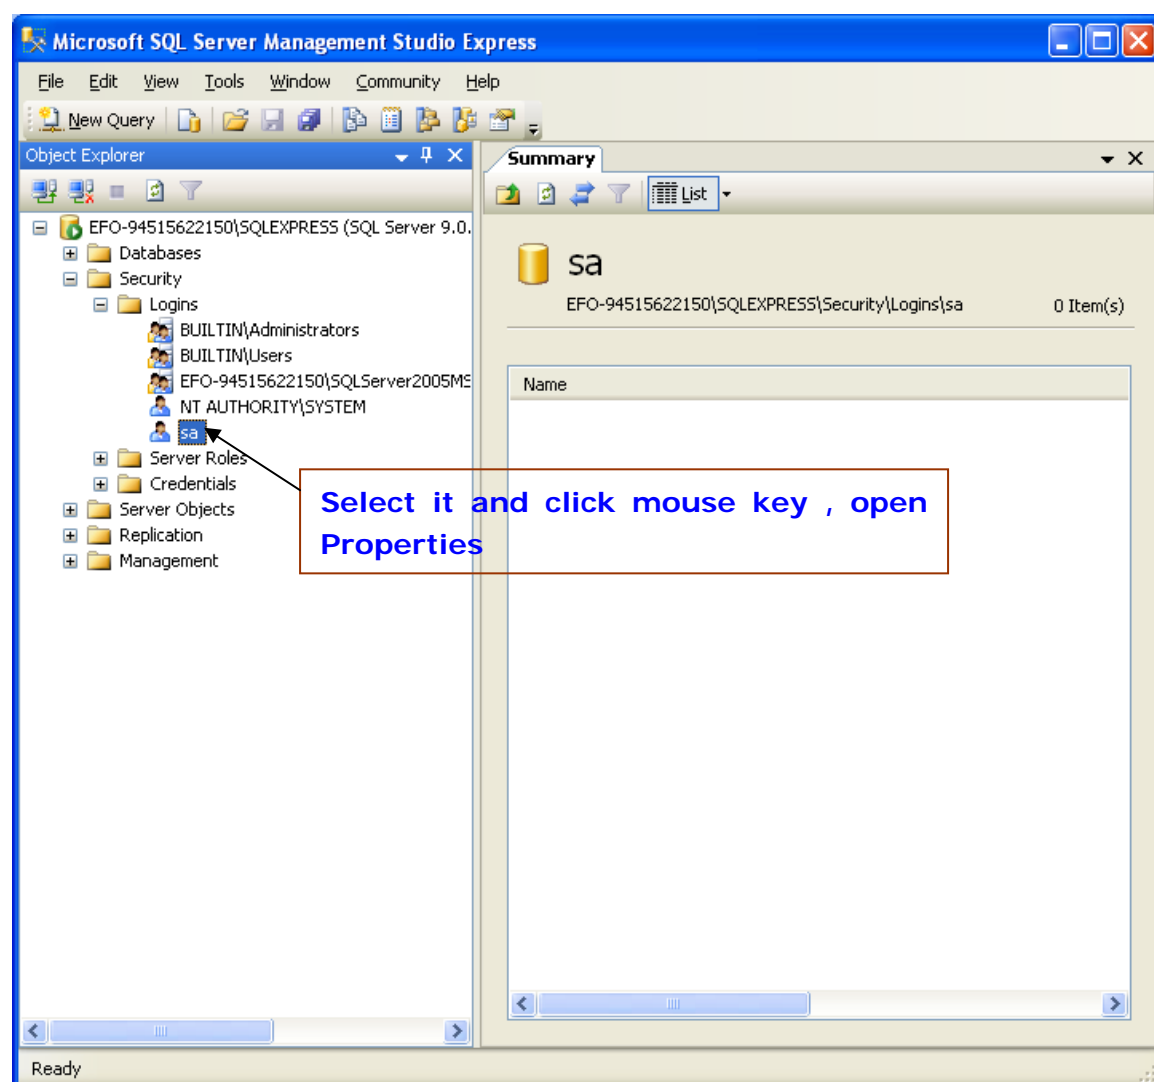 Microsoft SQL Server Management Studio Express
File Edit View Tools Window Community Help
New Query
Object Explorer
EFO-94515622150\SQLEXPRESS (SQL Server 9.0.
Databases
Security
Logins
BUILTIN\Administrators
BUILTIN\Users
EFO-94515622150\SQLServer2005MS
NT AUTHORITY\SYSTEM
sa
Server Roles
Credentials
Server Objects
Replication
Management
Select it and click mouse key , open
Properties
Summary
List
sa
EFO-94515622150\SQLEXPRESS\Security\Logins\sa 0 Item(s)
Name
Ready